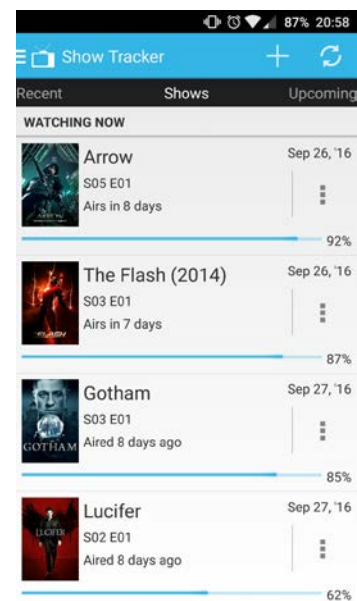 87% 20:58
Show Tracker
Recent Shows Upcoming
WATCHING NOW
Arrow Sep 26, '16
S05 E01
Airs in 8 days
92%
The Flash (2014) Sep 26, '16
S03 E01
Airs in 7 days
87%
Gotham Sep 27, '16
S03 E01
GOTHAM Aired 8 days ago
85%
Lucifer Sep 27, '16
LUCIFER S02 E01
Aired 8 days ago
62%